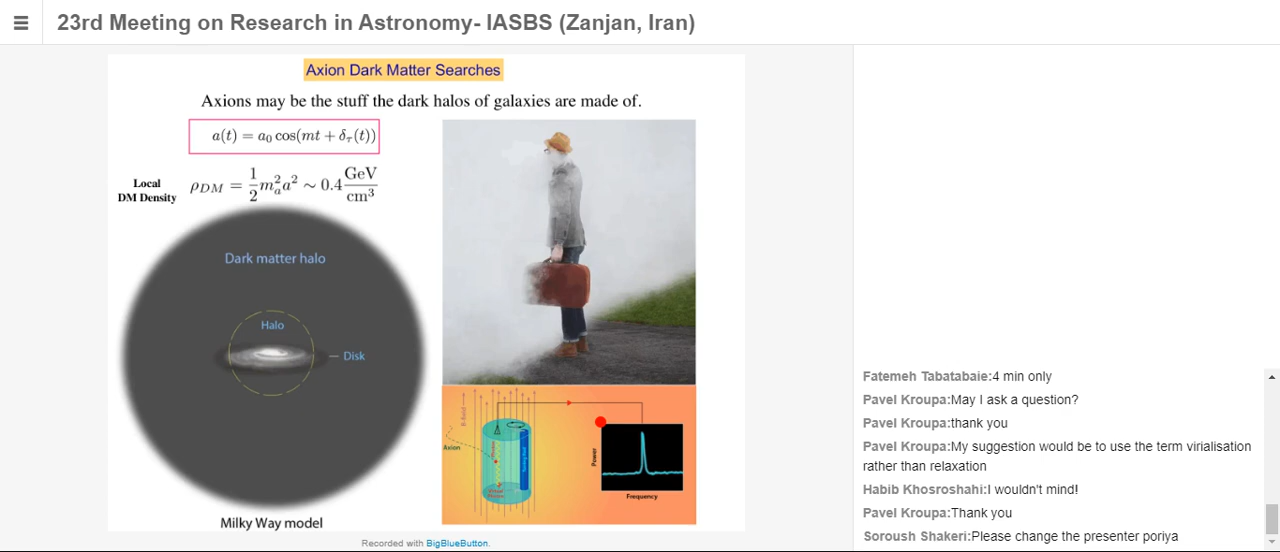 23rd Meeting on Research in Astronomy- IASBS (Zanjan, Iran)
Axion Dark Matter Searches
Axions may be the stuff the dark halos of galaxies are made of.
a(t) = a₀ cos(mt + δτ(t))
Local
DM Density
ρDM = 1/2 mₐ²a² ∼ 0.4 GeV/cm³
Dark matter halo
Halo
Disk
Milky Way model
B-field
Axion
Power
Frequency
Recorded with BigBlueButton.
Fatemeh Tabatabaie:4 min only
Pavel Kroupa:May I ask a question?
Pavel Kroupa:thank you
Pavel Kroupa:My suggestion would be to use the term virialisation
rather than relaxation
Habib Khosroshahi:I wouldn't mind!
Pavel Kroupa:Thank you
Soroush Shakeri:Please change the presenter poriya